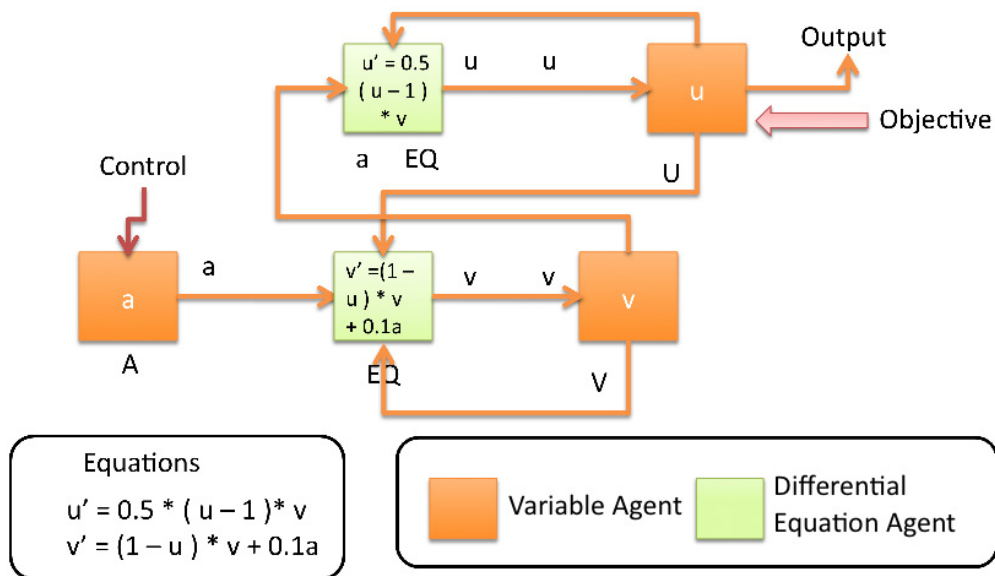 Output
u' = 0.5
( u – 1 )
* v
u u
u
Objective
a EQ
U
Control
a
a
v' =(1 –
u ) * v
+ 0.1a
v v
v
A
EQ
V
Equations
u' = 0.5 * ( u – 1 )* v
v' = (1 – u ) * v + 0.1a
Variable Agent
Differential
Equation Agent